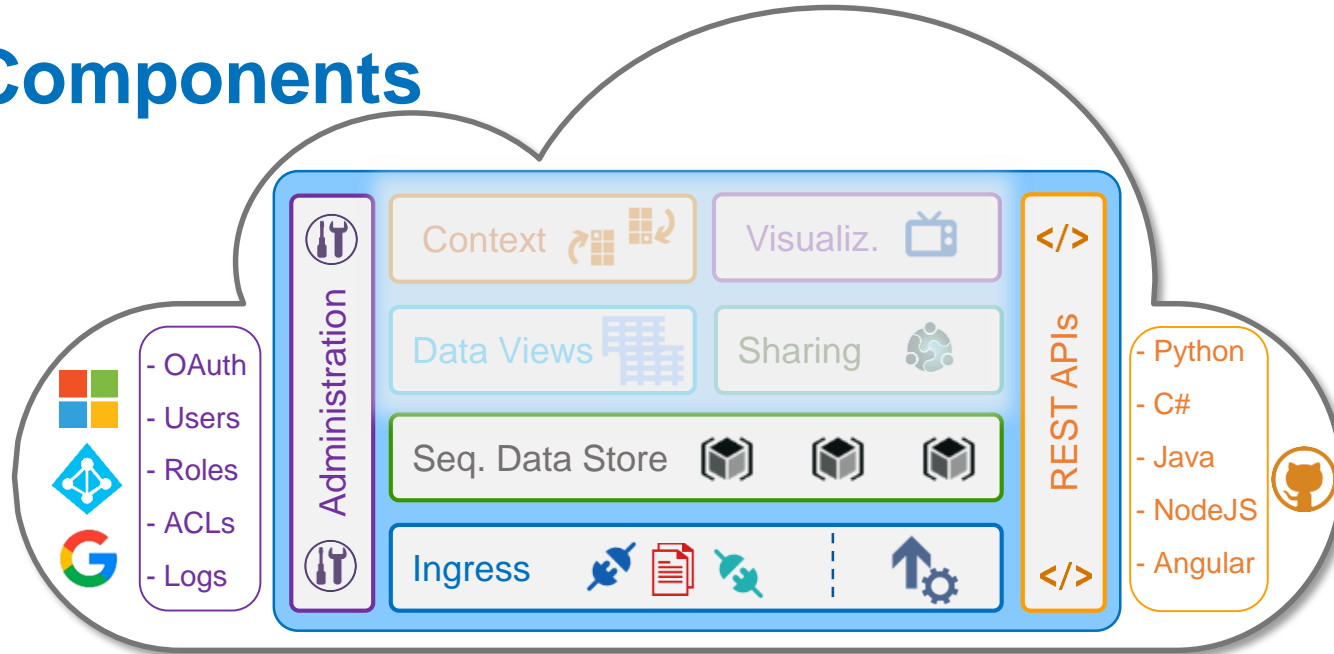 Components
Context
Visualiz.
Data Views
Sharing
Seq. Data Store
Ingress
Administration
REST APIs
</>
</>
- OAuth
- Users
- Roles
- ACLs
- Logs
- Python
- C#
- Java
- NodeJS
- Angular